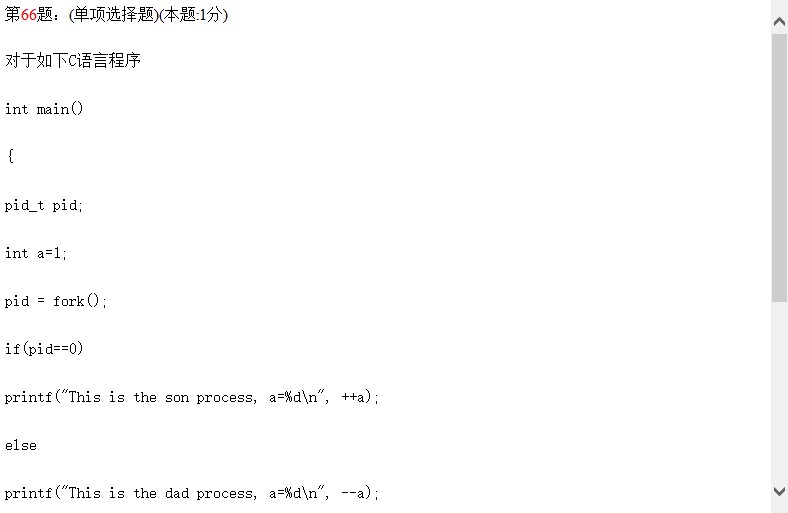 第66题：(单项选择题)(本题:1分)
对于如下C语言程序
int main()
{
pid_t pid;
int a=1;
pid = fork();
if(pid==0)
printf("This is the son process, a=%d\n", ++a);
else
printf("This is the dad process, a=%d\n", --a);